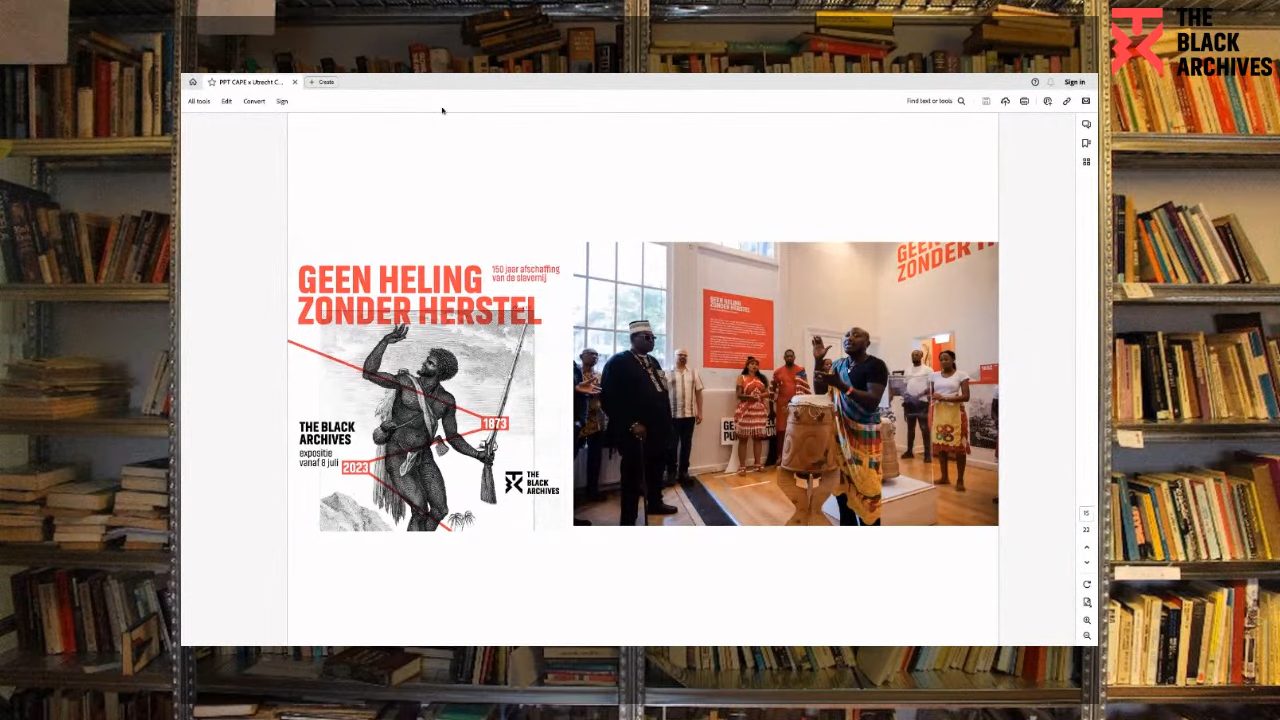 THE
BLACK
ARCHIVES
PPT CAPE x Utrecht C...
Create
Sign in
All tools
Edit
Convert
Sign
Find text or tools
GEEN HELING
ZONDER HERSTEL
150 jaar afschaffing
van de slavernij
1873
THE BLACK
ARCHIVES
expositie
vanaf 8 juli
2023
THE
BLACK
ARCHIVES
GEEN HELING
ZONDER HERSTEL
GEEN
ZONDER H
15
22